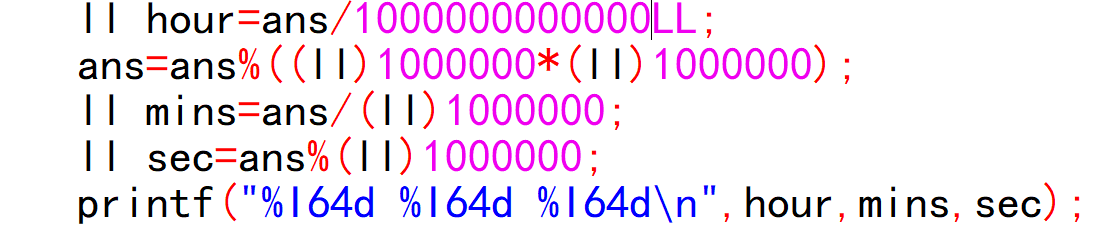 ll hour=ans/1000000000000LL;
ans=ans%((ll)1000000*(ll)1000000);
ll mins=ans/(ll)1000000;
ll sec=ans%(ll)1000000;
printf("%I64d %I64d %I64d\n",hour,mins,sec);